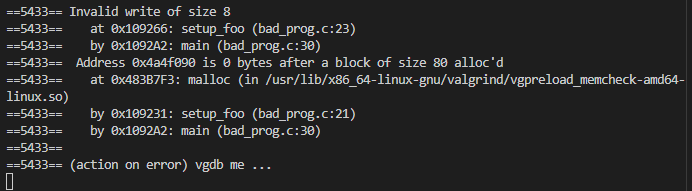 ==5433== Invalid write of size 8
==5433==    at 0x109266: setup_foo (bad_prog.c:23)
==5433==    by 0x1092A2: main (bad_prog.c:30)
==5433==  Address 0x4a4f090 is 0 bytes after a block of size 80 alloc'd
==5433==    at 0x483B7F3: malloc (in /usr/lib/x86_64-linux-gnu/valgrind/vgpreload_memcheck-amd64-
linux.so)
==5433==    by 0x109231: setup_foo (bad_prog.c:21)
==5433==    by 0x1092A2: main (bad_prog.c:30)
==5433==
==5433== (action on error) vgdb me ...